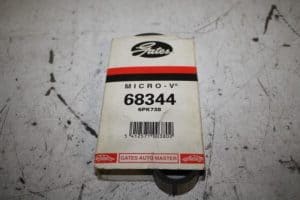 Gates
MICRO-V®
68344
6PK738
GATES AUTO MASTER